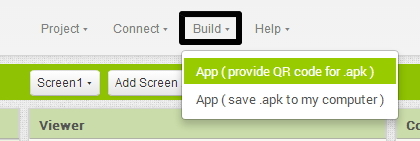 Project Connect Build Help
App ( provide QR code for .apk )
Screen1 Add Screen
App ( save .apk to my computer )
Viewer Co